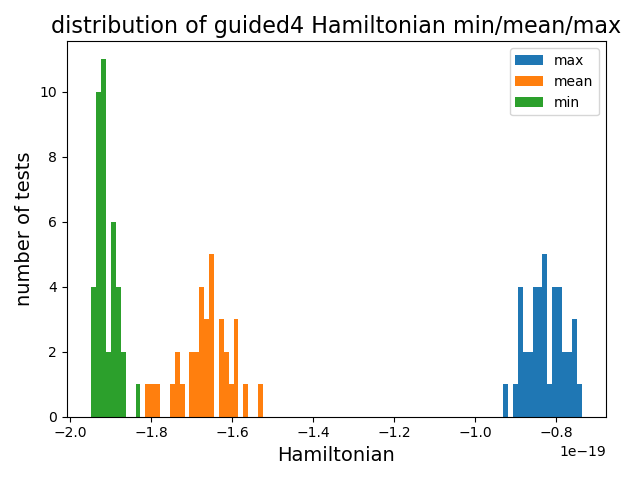 distribution of guided4 Hamiltonian min/mean/max
max
mean
min
number of tests
10
8
6
4
2
0
−2.0 −1.8 −1.6 −1.4 −1.2 −1.0 −0.8
1e−19
Hamiltonian